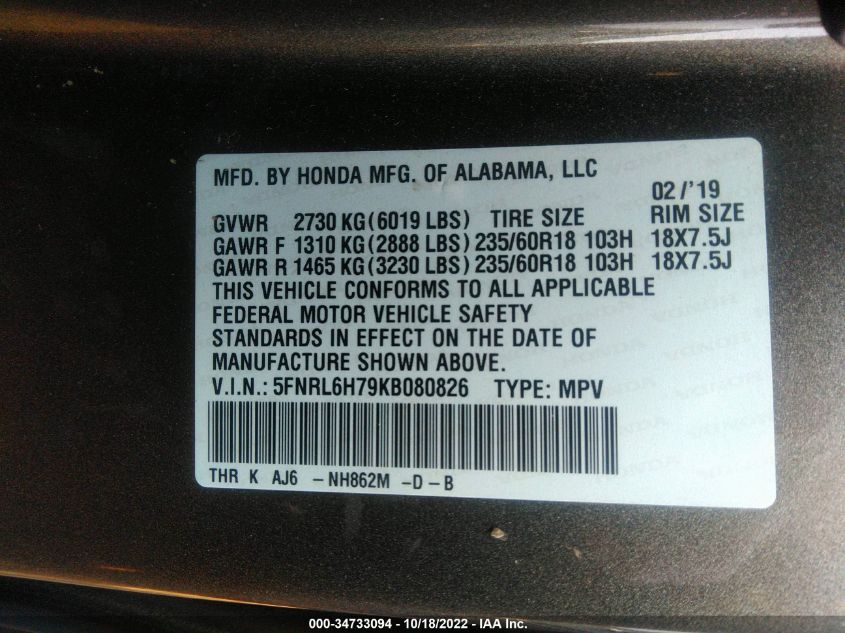 MFD. BY HONDA MFG. OF ALABAMA, LLC
02/'19
GVWR 2730 KG(6019 LBS) TIRE SIZE RIM SIZE
GAWR F 1310 KG(2888 LBS) 235/60R18 103H 18X7.5J
GAWR R 1465 KG(3230 LBS) 235/60R18 103H 18X7.5J
THIS VEHICLE CONFORMS TO ALL APPLICABLE
FEDERAL MOTOR VEHICLE SAFETY
STANDARDS IN EFFECT ON THE DATE OF
MANUFACTURE SHOWN ABOVE.
V.I.N.: 5FNRL6H79KB080826 TYPE: MPV
THR K AJ6 -NH862M -D-B
000-34733094 - 10/18/2022 - IAA Inc.